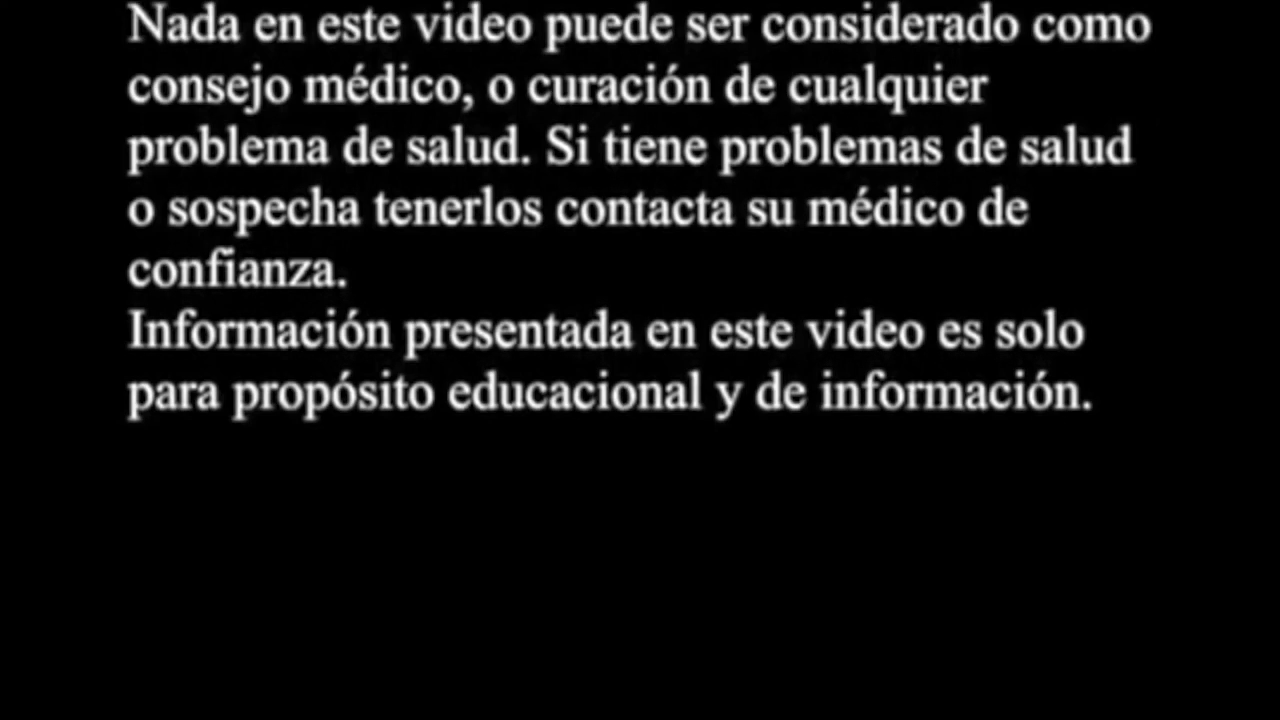 Nada en este video puede ser considerado como
consejo médico, o curación de cualquier
problema de salud. Si tiene problemas de salud
o sospecha tenerlos contacta su médico de
confianza.
Información presentada en este video es solo
para propósito educacional y de información.